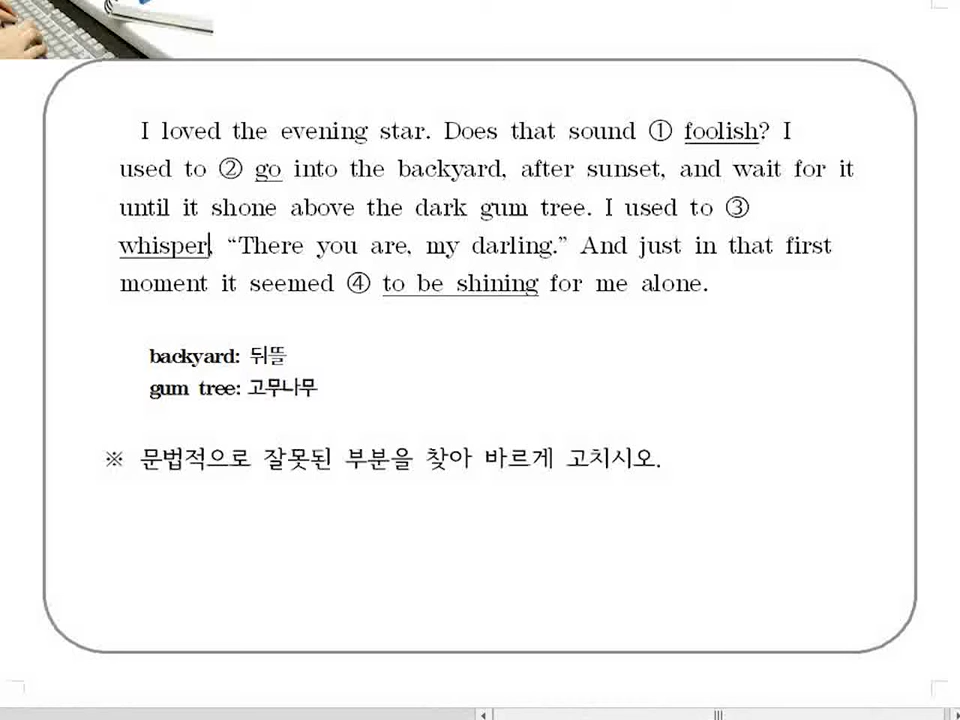 I loved the evening star. Does that sound ① foolish? I
used to ② go into the backyard, after sunset, and wait for it
until it shone above the dark gum tree. I used to ③
whisper, “There you are, my darling.” And just in that first
moment it seemed ④ to be shining for me alone.
backyard: 뒤뜰
gum tree: 고무나무
※ 문법적으로 잘못된 부분을 찾아 바르게 고치시오.